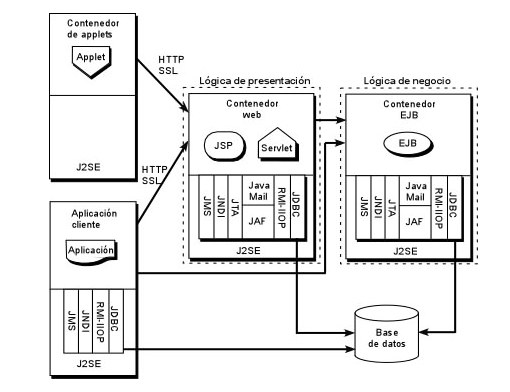 Contenedor
de applets
Applet
J2SE
HTTP
SSL
Lógica de presentación
Contenedor
web
JSP
Servlet
JMS
JNDI
JTA
Java
Mail
JAF
RMI-IIOP
JDBC
J2SE
Lógica de negocio
Contenedor
EJB
EJB
JMS
JNDI
JTA
Java
Mail
JAF
RMI-IIOP
JDBC
J2SE
HTTP
SSL
Aplicación
cliente
Aplicación
JMS
JNDI
RMI-IIOP
JDBC
J2SE
Base
de datos